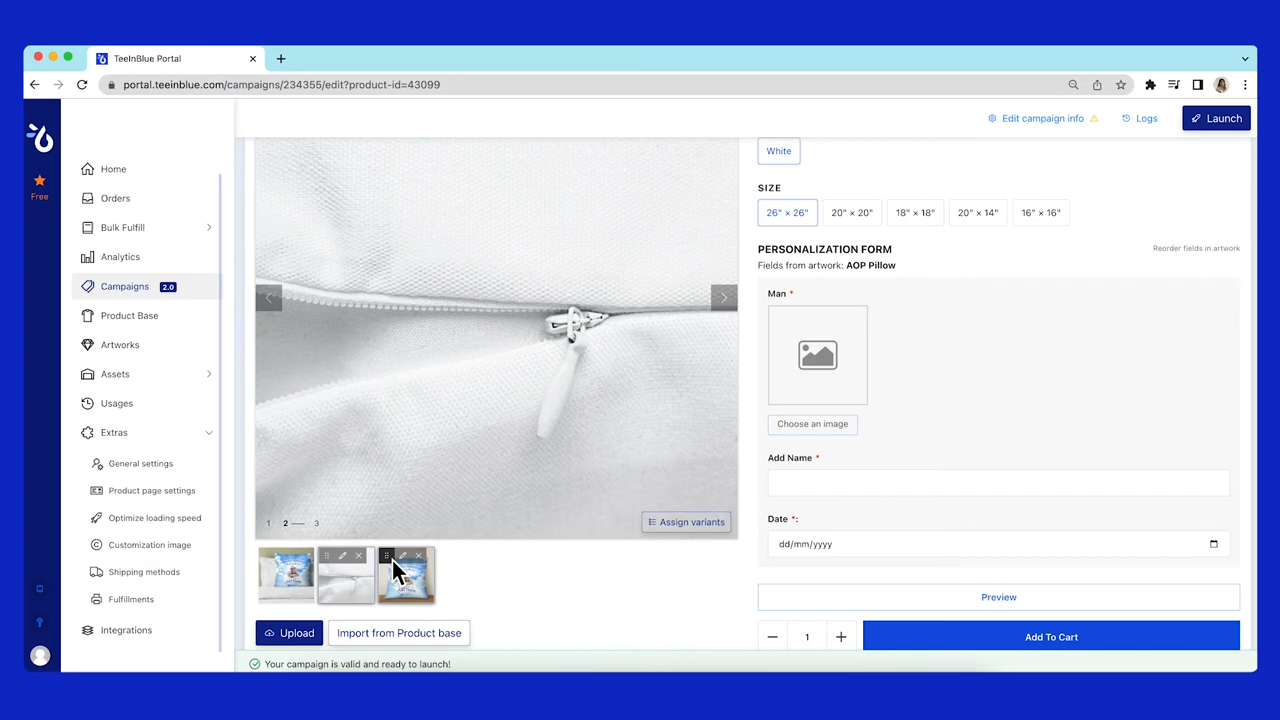 TeeInBlue Portal
portal.teeinblue.com/campaigns/234355/edit?product-id=43099
Edit campaign info
Logs
Launch
Free
Home
Orders
Bulk Fulfill
Analytics
Campaigns 2.0
Product Base
Artworks
Assets
Usages
Extras
General settings
Product page settings
Optimize loading speed
Customization image
Shipping methods
Fulfillments
Integrations
1 2 3
Assign variants
Upload
Import from Product base
Your campaign is valid and ready to launch!
White
SIZE
26" × 26" 20" × 20" 18" × 18" 20" × 14" 16" × 16"
PERSONALIZATION FORM
Reorder fields in artwork
Fields from artwork: AOP Pillow
Man *
Choose an image
Add Name *
Date *:
dd/mm/yyyy
Preview
1
Add To Cart